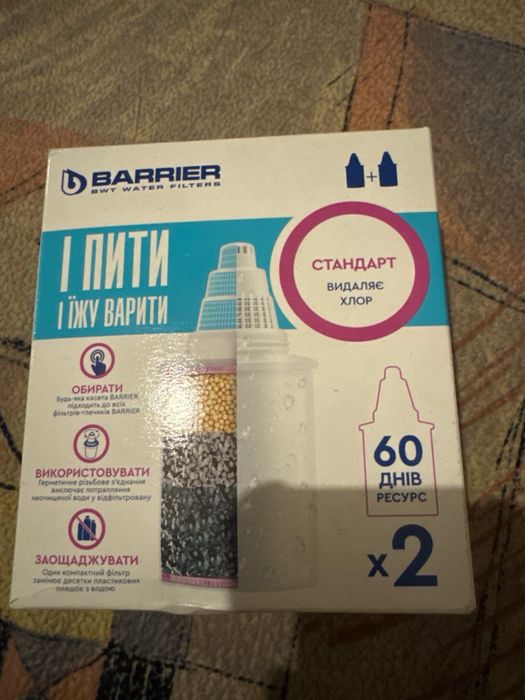 BARRIER
BWT WATER FILTERS
+
І ПИТИ
І ЇЖУ ВАРИТИ
СТАНДАРТ
ВИДАЛЯЄ
ХЛОР
ОБИРАТИ
Будь-яка касета BARRIER
підходить до всіх
фільтрів-глечиків BARRIER
ВИКОРИСТОВУВАТИ
Герметичне різьбове з'єднання
виключає потрапляння
неочищеної води у відфільтровану
ЗАОЩАДЖУВАТИ
Один компактний фільтр
замінює десятки пластикових
пляшок з водою
60
ДНІВ
РЕСУРС
x2